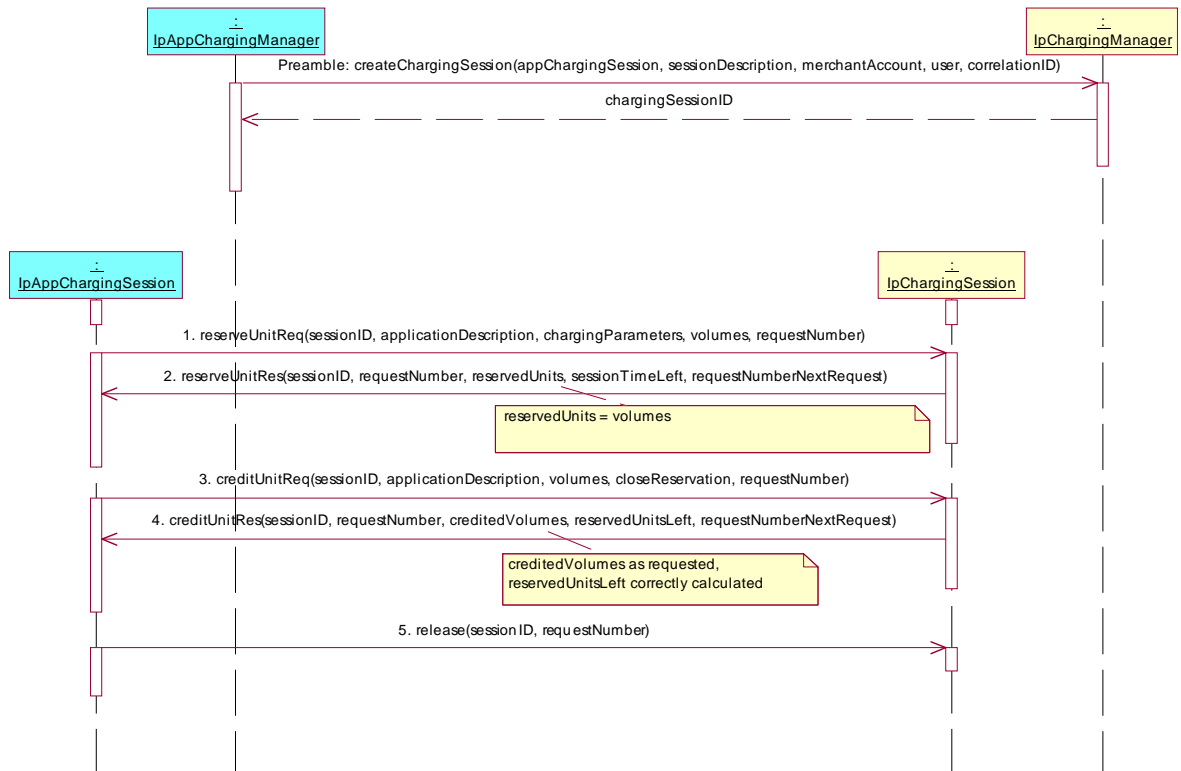 :
IpAppChargingManager
:
IpChargingManager
Preamble: createChargingSession(appChargingSession, sessionDescription, merchantAccount, user, correlationID)
chargingSessionID
:
IpAppChargingSession
:
IpChargingSession
1. reserveUnitReq(sessionID, applicationDescription, chargingParameters, volumes, requestNumber)
2. reserveUnitRes(sessionID, requestNumber, reservedUnits, sessionTimeLeft, requestNumberNextRequest)
reservedUnits = volumes
3. creditUnitReq(sessionID, applicationDescription, volumes, closeReservation, requestNumber)
4. creditUnitRes(sessionID, requestNumber, creditedVolumes, reservedUnitsLeft, requestNumberNextRequest)
creditedVolumes as requested,
reservedUnitsLeft correctly calculated
5. release(sessionID, requestNumber)